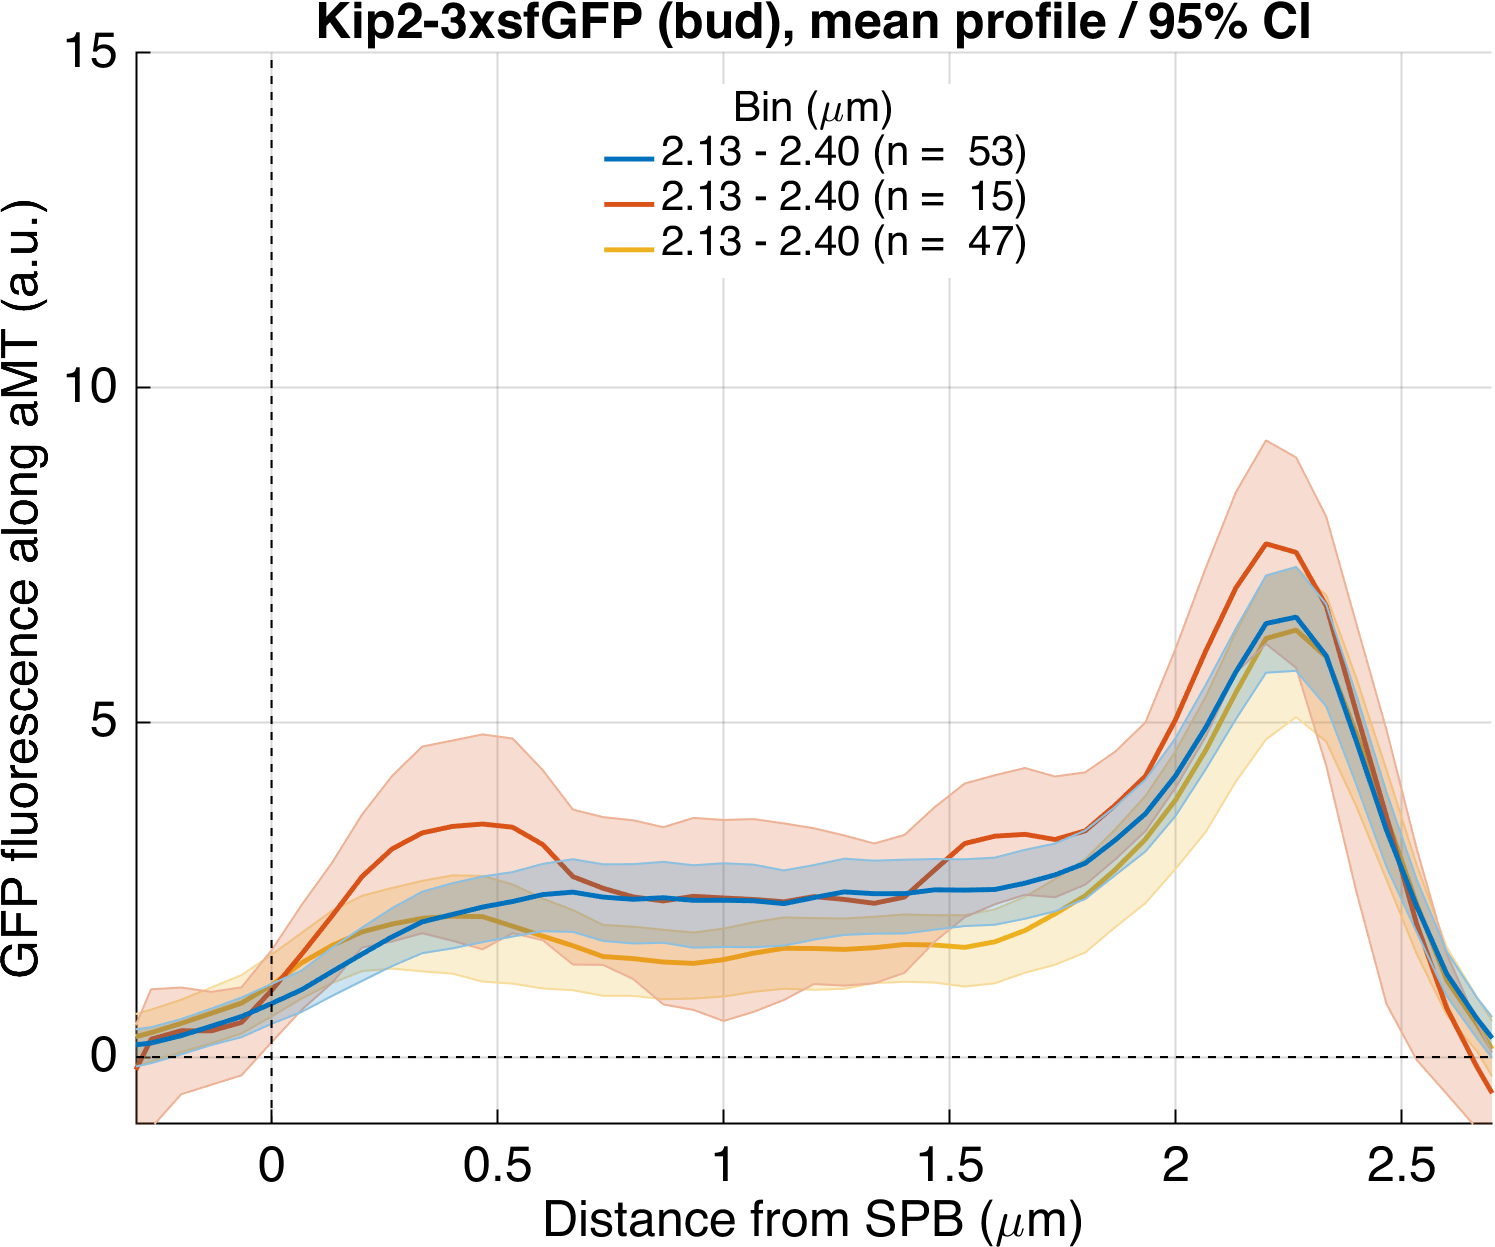 Kip2-3xsfGFP (bud), mean profile / 95% CI
GFP fluorescence along aMT (a.u.)
15
10
5
0
Bin (μm)
2.13 - 2.40 (n = 53)
2.13 - 2.40 (n = 15)
2.13 - 2.40 (n = 47)
0 0.5 1 1.5 2 2.5
Distance from SPB (μm)